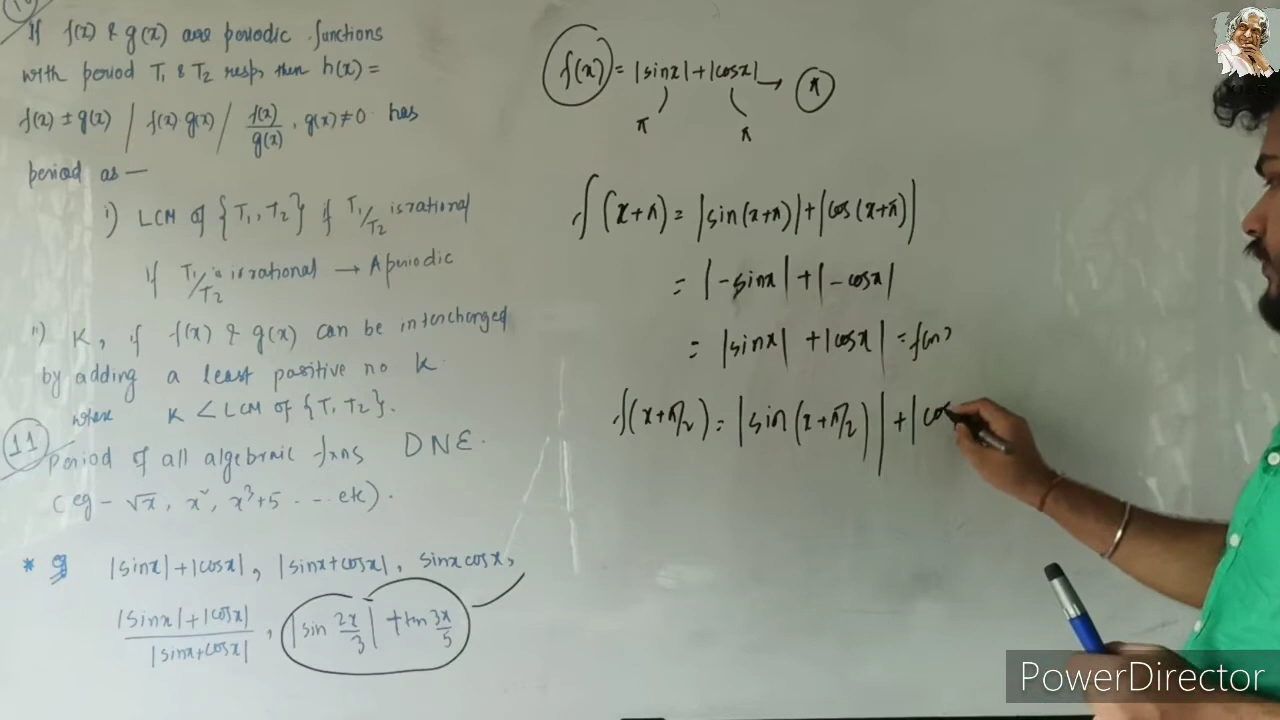 10
If f(x) & g(x) are periodic functions
with period T₁ & T₂ resp, then h(x) =
f(x) ± g(x) / f(x)·g(x) / f(x)/g(x), g(x)≠0 has
period as —
i) LCM of {T₁, T₂} if T₁/T₂ is rational
if T₁/T₂ is irrational → Aperiodic
ii) K, if f(x) & g(x) can be interchanged
by adding a least positive no K
where K < LCM of {T₁, T₂}.
11
Period of all algebraic fxns DNE.
(eg - √x, x², x³+5 ... etc).
* eg |sinx|+|cosx|, |sinx+cosx|, sinx cosx,
|sinx|+|cosx| / |sinx+cosx|, |sin 2x/3| + tan 3x/5
f(x) = |sinx|+|cosx| → π
π π
f(x+π) = |sin(x+π)|+|cos(x+π)|
= |-sinx|+|-cosx|
= |sinx| +|cosx| = f(x)
f(x+π/2) = |sin(x+π/2)|+|cos
PowerDirector